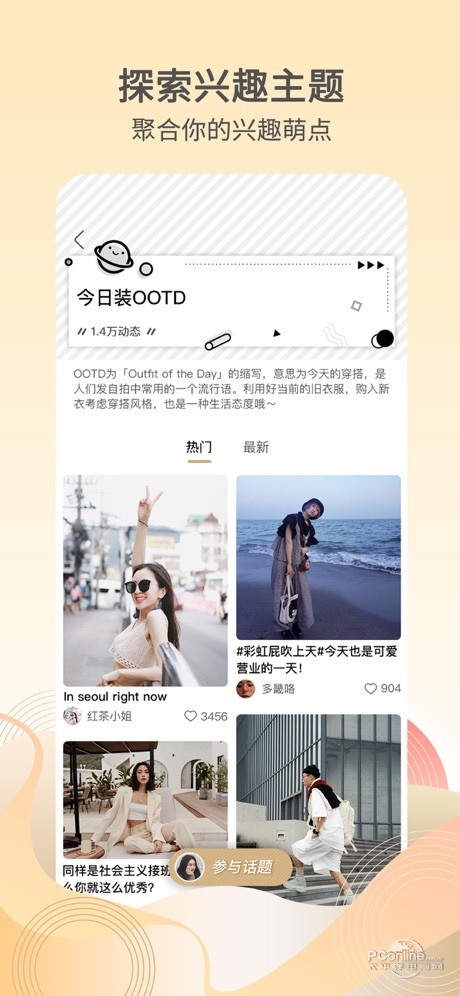 探索兴趣主题
聚合你的兴趣萌点
今日装OOTD
1.4万动态
OOTD为「Outfit of the Day」的缩写，意思为今天的穿搭，是
人们发自拍中常用的一个流行语。利用好当前的旧衣服，购入新
衣考虑穿搭风格，也是一种生活态度哦～
热门 最新
In seoul right now
红茶小姐 3456
#彩虹屁吹上天#今天也是可爱
营业的一天！
多畿咯 904
同样是社会主义接班
么你就这么优秀？
参与话题
PConline
太平洋电脑网